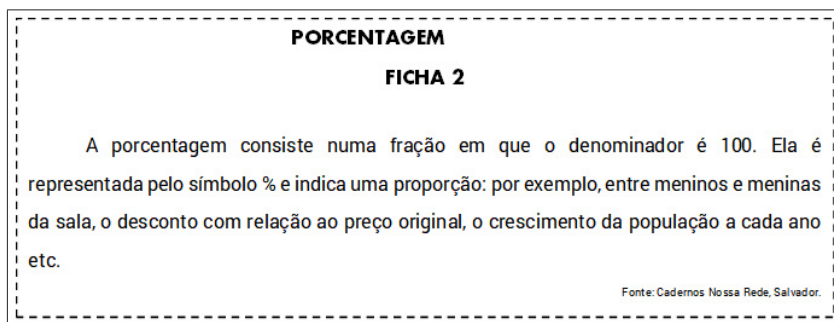 PORCENTAGEM
FICHA 2
A porcentagem consiste numa fração em que o denominador é 100. Ela é
representada pelo símbolo % e indica uma proporção: por exemplo, entre meninos e meninas
da sala, o desconto com relação ao preço original, o crescimento da população a cada ano
etc.
Fonte: Cadernos Nossa Rede, Salvador.